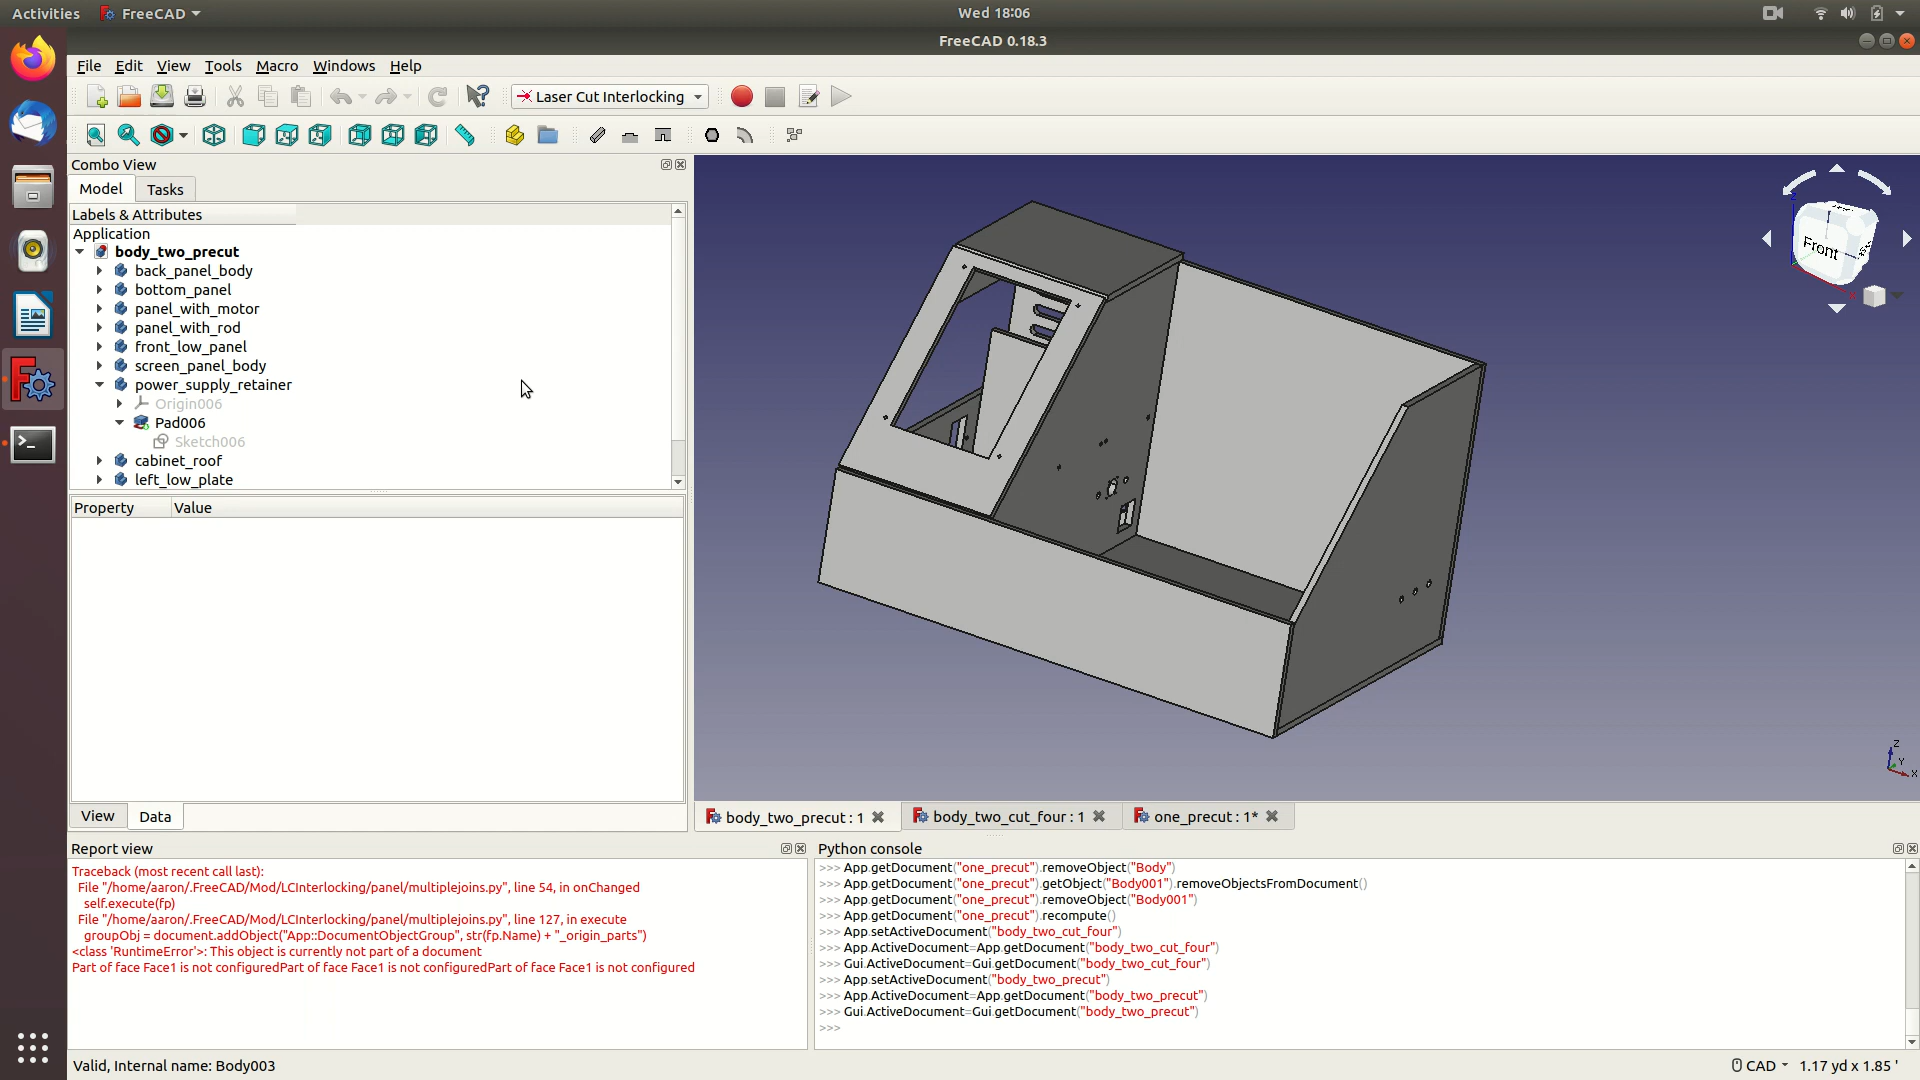 Activities FreeCAD Wed 18:06
FreeCAD 0.18.3
File Edit View Tools Macro Windows Help
Laser Cut Interlocking
Combo View
Model Tasks
Labels & Attributes
Application
body_two_precut
back_panel_body
bottom_panel
panel_with_motor
panel_with_rod
front_low_panel
screen_panel_body
power_supply_retainer
Origin006
Pad006
Sketch006
cabinet_roof
left_low_plate
Property Value
View Data
Front
Z
Y
X
body_two_precut : 1 body_two_cut_four : 1 one_precut : 1*
Report view
Traceback (most recent call last):
File "/home/aaron/.FreeCAD/Mod/LCInterlocking/panel/multiplejoins.py", line 54, in onChanged
self.execute(fp)
File "/home/aaron/.FreeCAD/Mod/LCInterlocking/panel/multiplejoins.py", line 127, in execute
groupObj = document.addObject("App::DocumentObjectGroup", str(fp.Name) + "_origin_parts")
<class 'RuntimeError'>: This object is currently not part of a document
Part of face Face1 is not configuredPart of face Face1 is not configuredPart of face Face1 is not configured
Python console
>>> App.getDocument("one_precut").removeObject("Body")
>>> App.getDocument("one_precut").getObject("Body001").removeObjectsFromDocument()
>>> App.getDocument("one_precut").removeObject("Body001")
>>> App.getDocument("one_precut").recompute()
>>> App.setActiveDocument("body_two_cut_four")
>>> App.ActiveDocument=App.getDocument("body_two_cut_four")
>>> Gui.ActiveDocument=Gui.getDocument("body_two_cut_four")
>>> App.setActiveDocument("body_two_precut")
>>> App.ActiveDocument=App.getDocument("body_two_precut")
>>> Gui.ActiveDocument=Gui.getDocument("body_two_precut")
>>>
Valid, Internal name: Body003 CAD 1.17 yd x 1.85 '